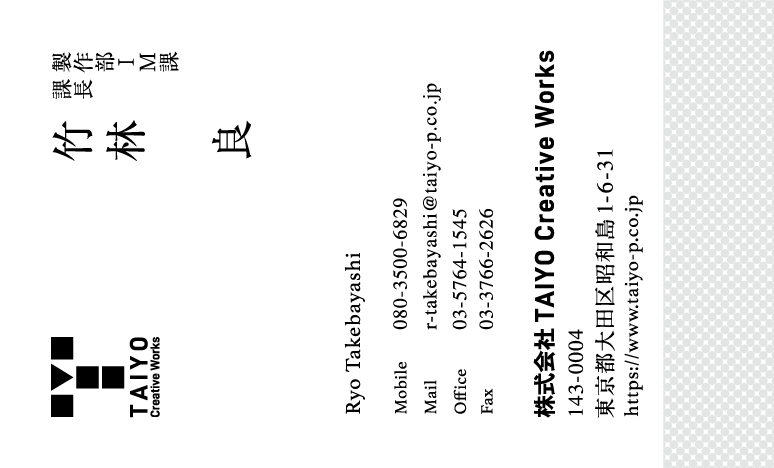 製作部IM課
課長
竹林　良
TAIYO
Creative Works
Ryo Takebayashi
Mobile 080-3500-6829
Mail r-takebayashi@taiyo-p.co.jp
Office 03-5764-1545
Fax 03-3766-2626
株式会社 TAIYO Creative Works
143-0004
東京都大田区昭和島1-6-31
https://www.taiyo-p.co.jp